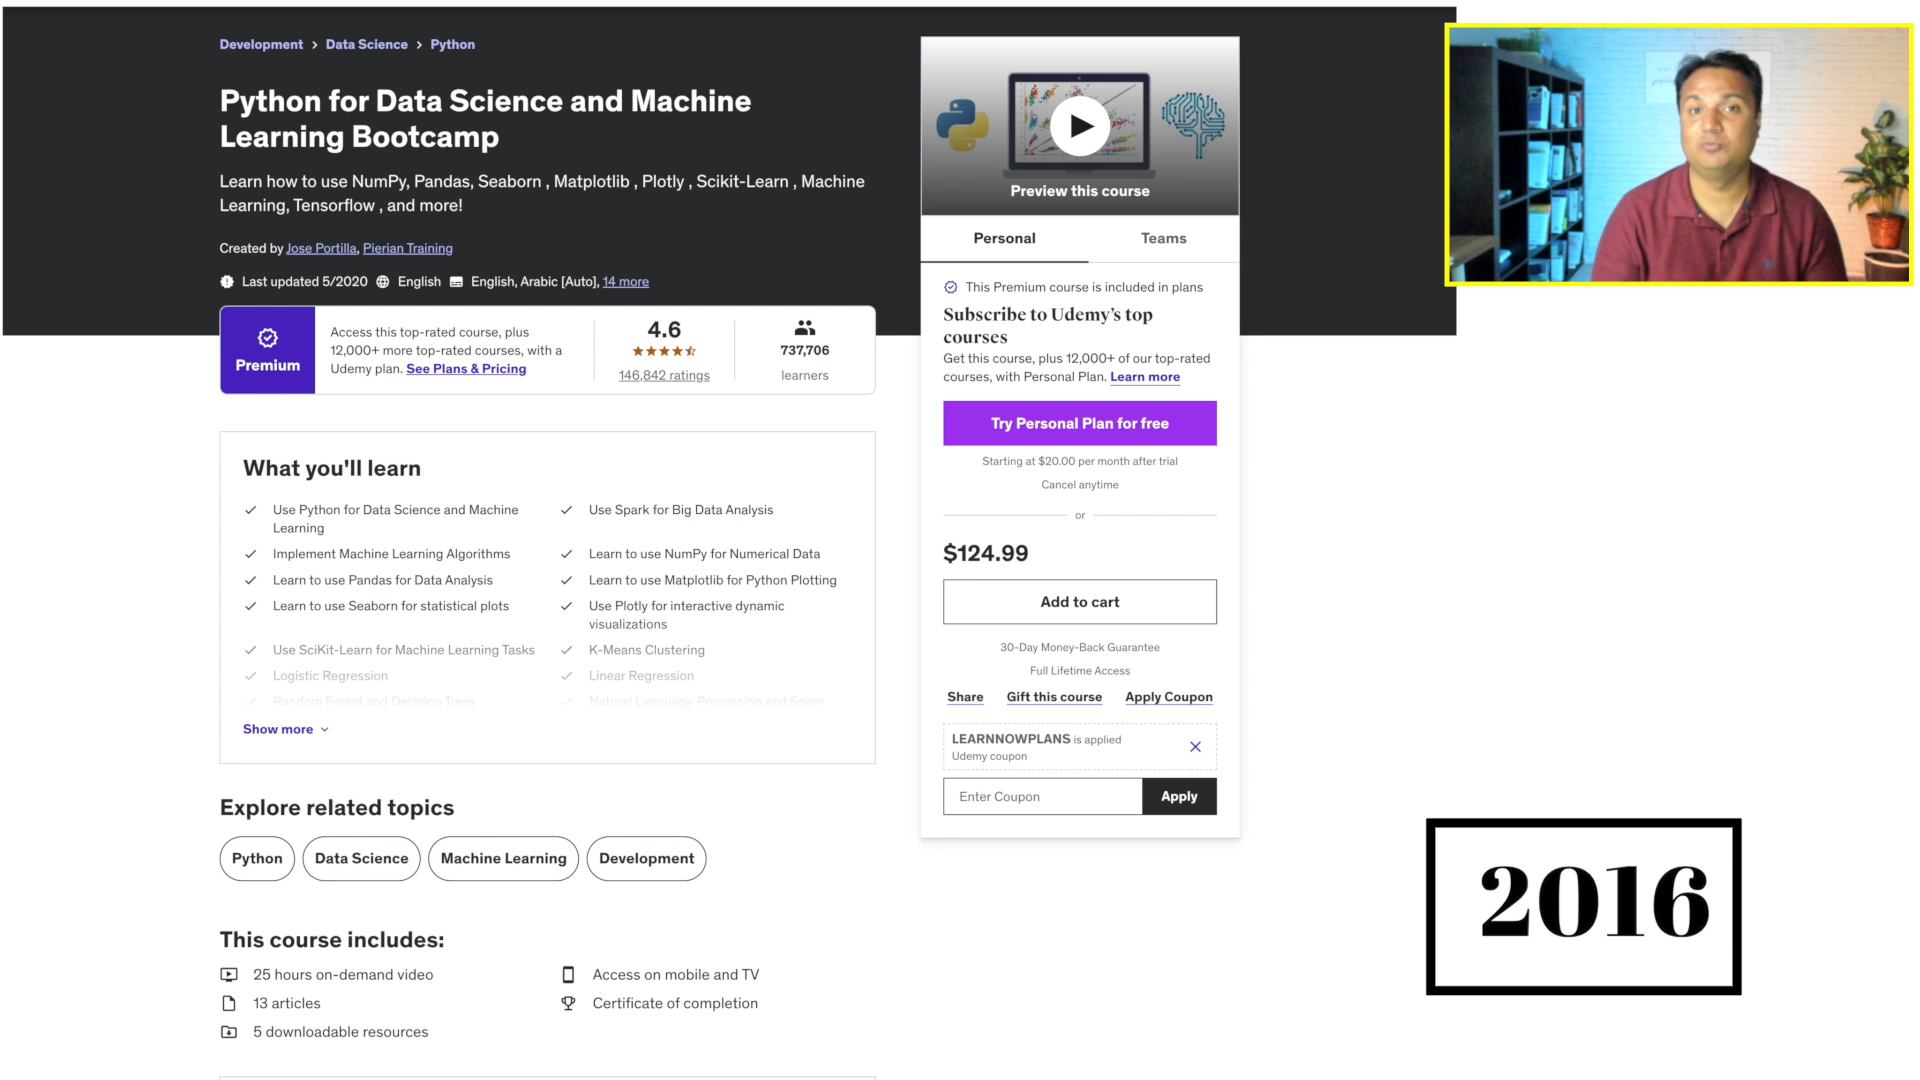 Development > Data Science > Python
Python for Data Science and Machine
Learning Bootcamp
Learn how to use NumPy, Pandas, Seaborn , Matplotlib , Plotly , Scikit-Learn , Machine
Learning, Tensorflow , and more!
Created by Jose Portilla, Pierian Training
Last updated 5/2020 English English, Arabic [Auto], 14 more
Premium
Access this top-rated course, plus
12,000+ more top-rated courses, with a
Udemy plan. See Plans & Pricing
4.6
146,842 ratings
737,706
learners
What you'll learn
Use Python for Data Science and Machine
Learning
Use Spark for Big Data Analysis
Implement Machine Learning Algorithms
Learn to use NumPy for Numerical Data
Learn to use Pandas for Data Analysis
Learn to use Matplotlib for Python Plotting
Learn to use Seaborn for statistical plots
Use Plotly for interactive dynamic
visualizations
Use SciKit-Learn for Machine Learning Tasks
K-Means Clustering
Logistic Regression
Linear Regression
Random Forest and Decision Trees
Natural Language Processing and Spam
Show more
Explore related topics
Python
Data Science
Machine Learning
Development
This course includes:
25 hours on-demand video
Access on mobile and TV
13 articles
Certificate of completion
5 downloadable resources
Preview this course
Personal
Teams
This Premium course is included in plans
Subscribe to Udemy's top
courses
Get this course, plus 12,000+ of our top-rated
courses, with Personal Plan. Learn more
Try Personal Plan for free
Starting at $20.00 per month after trial
Cancel anytime
or
$124.99
Add to cart
30-Day Money-Back Guarantee
Full Lifetime Access
Share
Gift this course
Apply Coupon
LEARNNOWPLANS is applied
Udemy coupon
Enter Coupon
Apply
2016